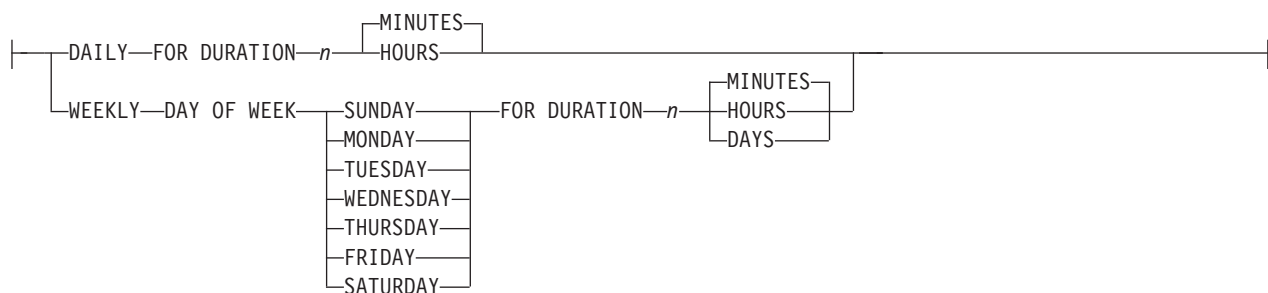 MINUTES
DAILY FOR DURATION n HOURS
MINUTES
WEEKLY DAY OF WEEK SUNDAY FOR DURATION n HOURS
MONDAY DAYS
TUESDAY
WEDNESDAY
THURSDAY
FRIDAY
SATURDAY